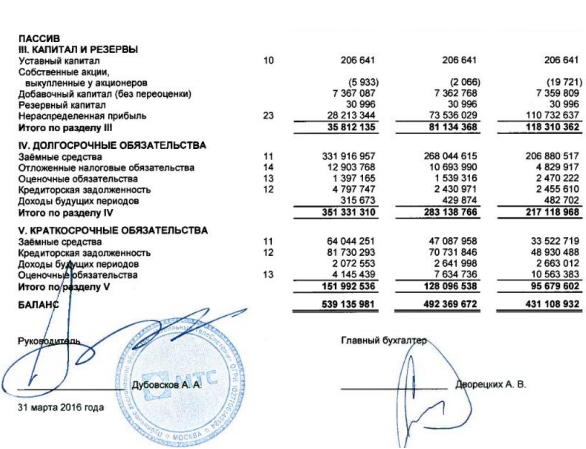 ПАССИВ
III. КАПИТАЛ И РЕЗЕРВЫ
Уставный капитал 10 206 641 206 641 206 641
Собственные акции,
выкупленные у акционеров (5 933) (2 066) (19 721)
Добавочный капитал (без переоценки) 7 367 087 7 362 768 7 359 809
Резервный капитал 30 996 30 996 30 996
Нераспределенная прибыль 23 28 213 344 73 536 029 110 732 637
Итого по разделу III 35 812 135 81 134 368 118 310 362
IV. ДОЛГОСРОЧНЫЕ ОБЯЗАТЕЛЬСТВА
Заёмные средства 11 331 916 957 268 044 615 206 880 517
Отложенные налоговые обязательства 14 12 903 768 10 693 990 4 829 917
Оценочные обязательства 13 1 397 165 1 539 316 2 470 222
Кредиторская задолженность 12 4 797 747 2 430 971 2 455 610
Доходы будущих периодов 315 673 429 874 482 702
Итого по разделу IV 351 331 310 283 138 766 217 118 968
V. КРАТКОСРОЧНЫЕ ОБЯЗАТЕЛЬСТВА
Заёмные средства 11 64 044 251 47 087 958 33 522 719
Кредиторская задолженность 12 81 730 293 70 731 846 48 930 488
Доходы будущих периодов 2 072 553 2 641 998 2 663 012
Оценочные обязательства 13 4 145 439 7 634 736 10 563 383
Итого по разделу V 151 992 536 128 096 538 95 679 602
БАЛАНС 539 135 981 492 369 672 431 108 932
Руководитель Главный бухгалтер
Дубовсков А. А. Дворецких А. В.
31 марта 2016 года
МТС
МОСКВА